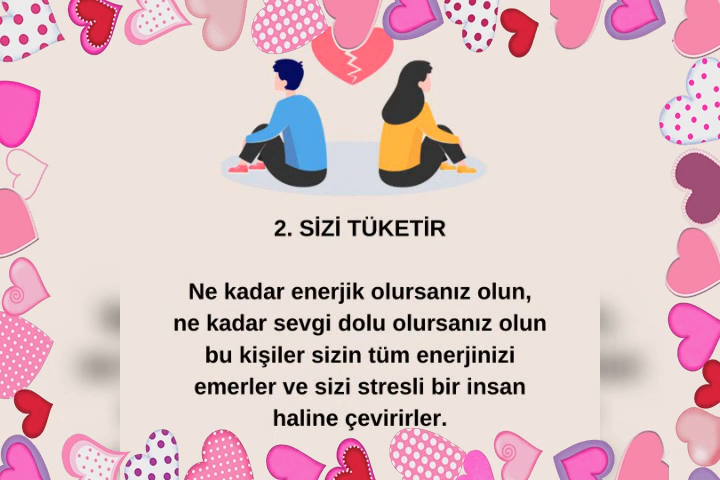 2. SİZİ TÜKETİR
Ne kadar enerjik olursanız olun,
ne kadar sevgi dolu olursanız olun
bu kişiler sizin tüm enerjinizi
emerler ve sizi stresli bir insan
haline çevirirler.